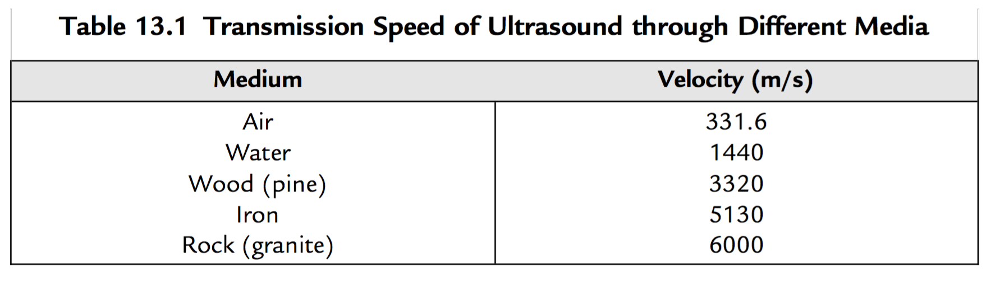 Table 13.1 Transmission Speed of Ultrasound through Different Media
Medium Velocity (m/s)
Air 331.6
Water 1440
Wood (pine) 3320
Iron 5130
Rock (granite) 6000